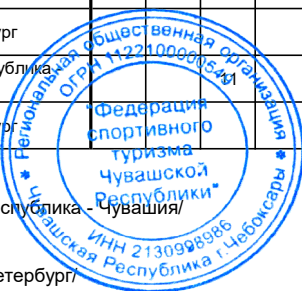 ург
ублика
11
ург
спублика - Чувашия/
етербург/
Региональная общественная организация
ОГРН
"Федерация
спортивного
туризма
Чувашской
Республики"
ИНН 2130998986
Чувашская Республика г.Чебоксары